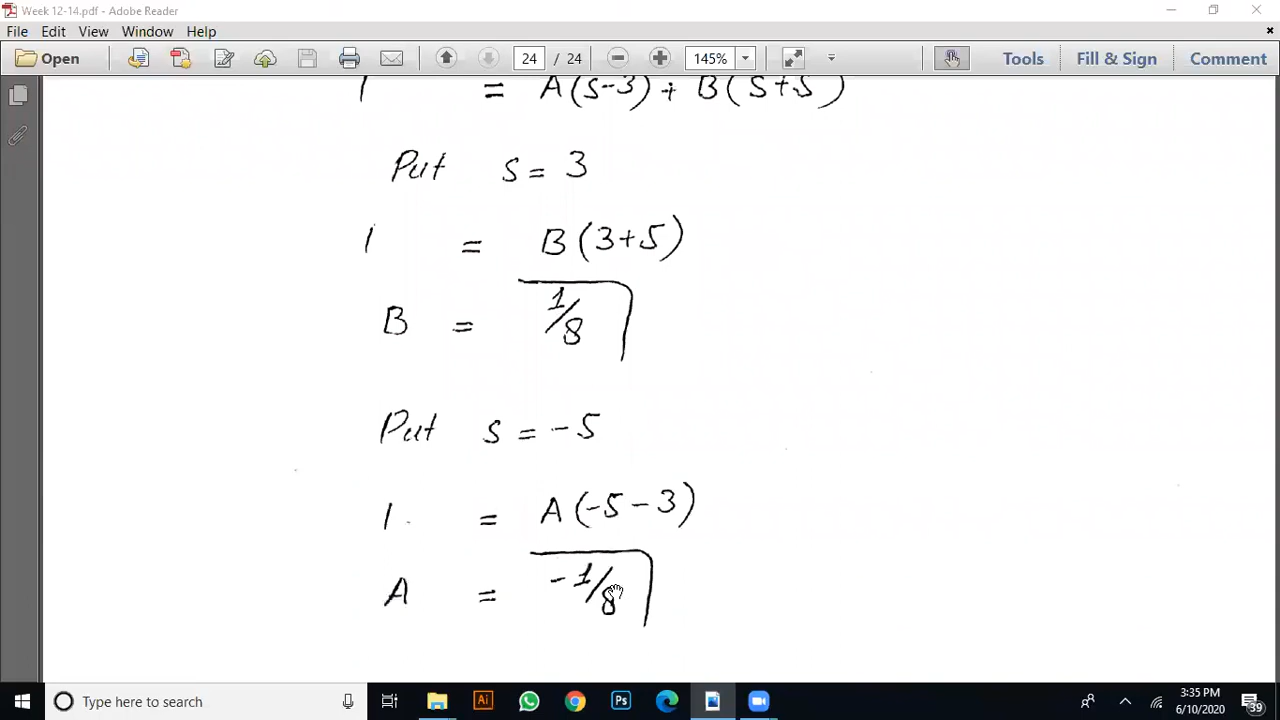 Week 12-14.pdf - Adobe Reader
File Edit View Window Help
Open 24 / 24 145% Tools Fill & Sign Comment
1 = A(s-3) + B(s+5)
Put s = 3
1 = B(3+5)
B = 1/8
Put s = -5
1 = A(-5-3)
A = -1/8
Type here to search
3:35 PM
6/10/2020
39